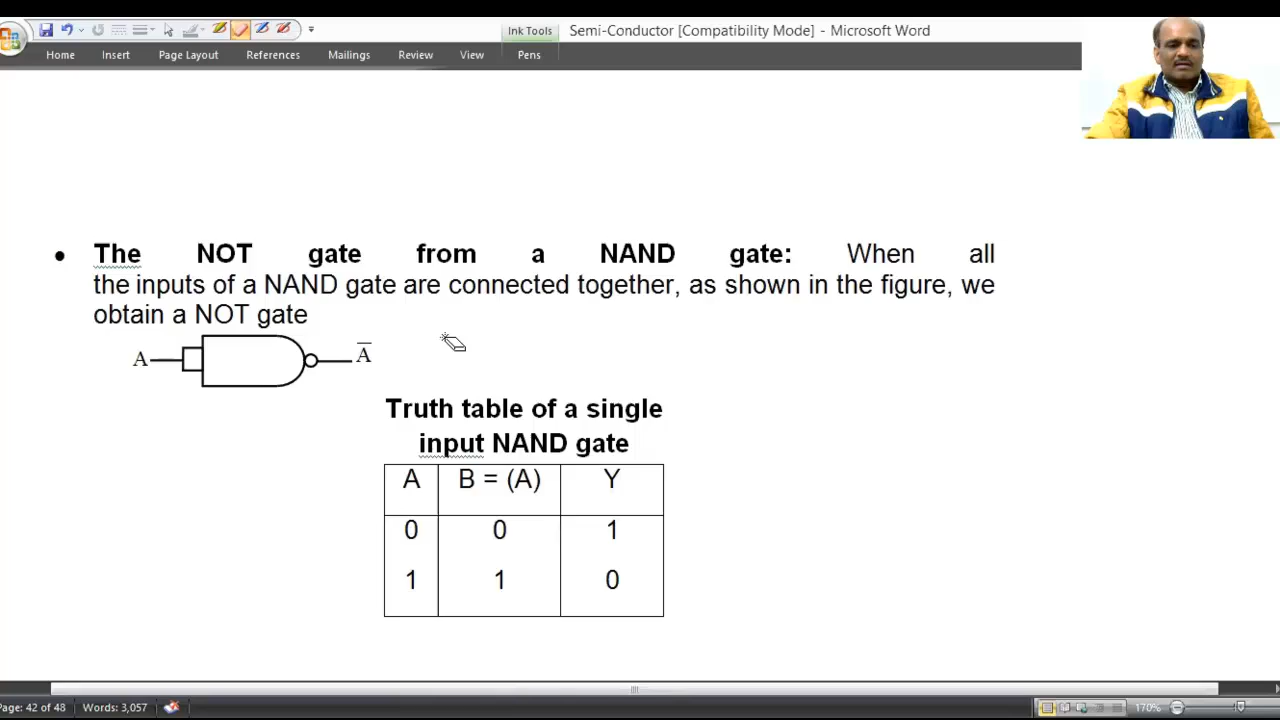 Ink Tools
Semi-Conductor [Compatibility Mode] - Microsoft Word
Home Insert Page Layout References Mailings Review View Pens
• The NOT gate from a NAND gate: When all
the inputs of a NAND gate are connected together, as shown in the figure, we
obtain a NOT gate
A A̅
Truth table of a single
input NAND gate
A B = (A) Y
0 0 1
1 1 0
Page: 42 of 48 Words: 3,057 170%